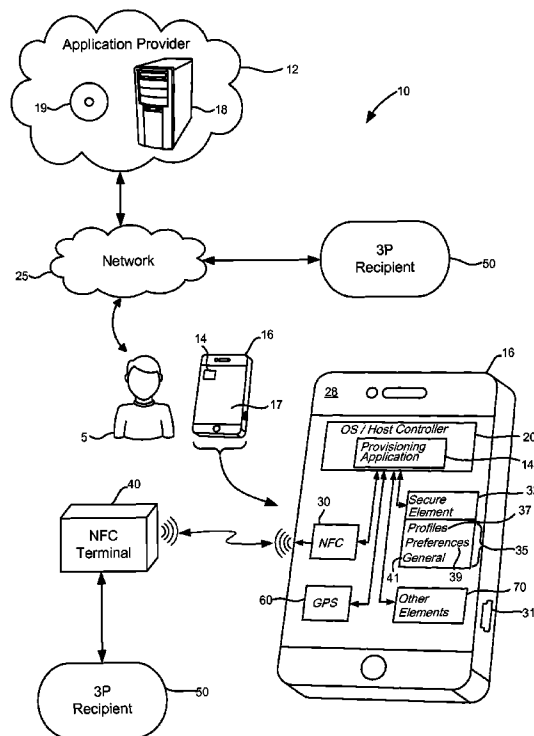 Application Provider
12
19
18
10
Network
25
3P
Recipient
50
14
16
17
5
16
28
OS / Host Controller
20
Provisioning
Application
14
40
NFC
Terminal
30
NFC
Secure
Element
37
Profiles
Preferences
35
General
41
39
60
GPS
70
Other
Elements
31
3P
Recipient
50